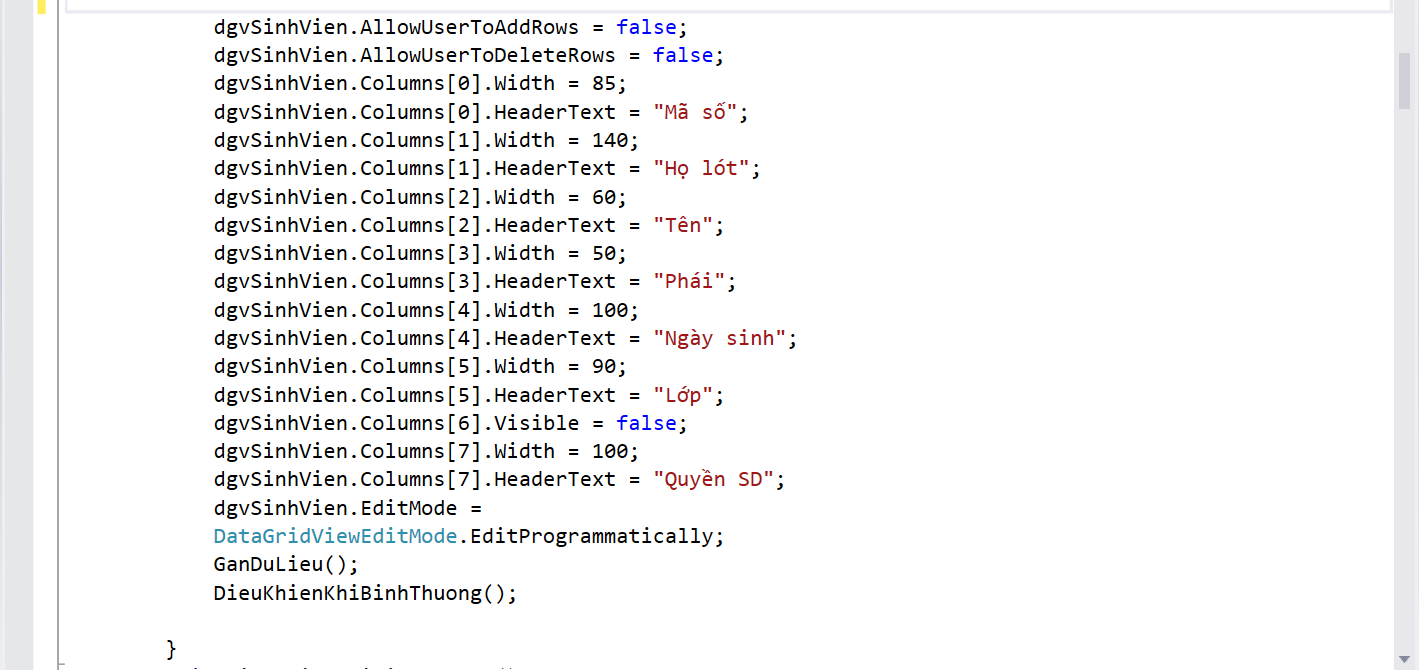 dgvSinhVien.AllowUserToAddRows = false;
dgvSinhVien.AllowUserToDeleteRows = false;
dgvSinhVien.Columns[0].Width = 85;
dgvSinhVien.Columns[0].HeaderText = "Mã số";
dgvSinhVien.Columns[1].Width = 140;
dgvSinhVien.Columns[1].HeaderText = "Họ lót";
dgvSinhVien.Columns[2].Width = 60;
dgvSinhVien.Columns[2].HeaderText = "Tên";
dgvSinhVien.Columns[3].Width = 50;
dgvSinhVien.Columns[3].HeaderText = "Phái";
dgvSinhVien.Columns[4].Width = 100;
dgvSinhVien.Columns[4].HeaderText = "Ngày sinh";
dgvSinhVien.Columns[5].Width = 90;
dgvSinhVien.Columns[5].HeaderText = "Lớp";
dgvSinhVien.Columns[6].Visible = false;
dgvSinhVien.Columns[7].Width = 100;
dgvSinhVien.Columns[7].HeaderText = "Quyền SD";
dgvSinhVien.EditMode =
DataGridViewEditMode.EditProgrammatically;
GanDuLieu();
DieuKhienKhiBinhThuong();
}